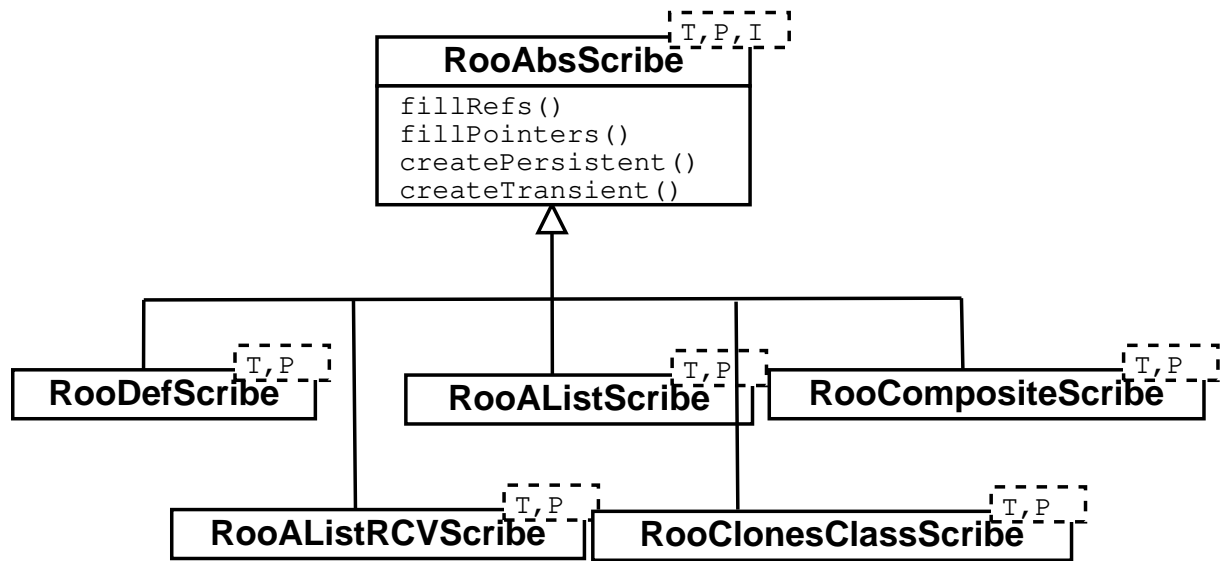 T,P,I
RooAbsScribe
fillRefs()
fillPointers()
createPersistent()
createTransient()
T,P
RooDefScribe
T,P
RooAListScribe
T,P
RooCompositeScribe
T,P
RooAListRCVScribe
T,P
RooClonesClassScribe